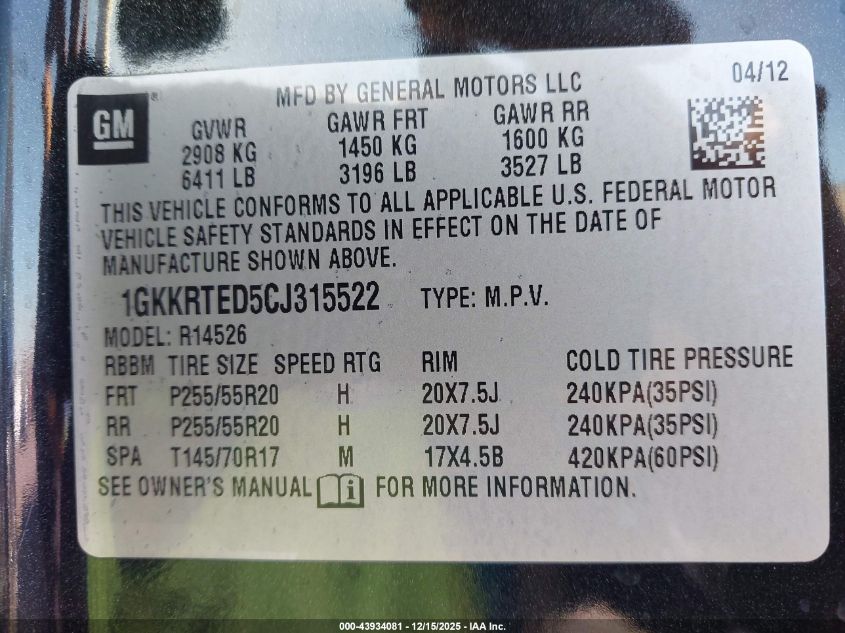 04/12
MFD BY GENERAL MOTORS LLC
GM ®
GVWR GAWR FRT GAWR RR
2908 KG 1450 KG 1600 KG
6411 LB 3196 LB 3527 LB
THIS VEHICLE CONFORMS TO ALL APPLICABLE U.S. FEDERAL MOTOR
VEHICLE SAFETY STANDARDS IN EFFECT ON THE DATE OF
MANUFACTURE SHOWN ABOVE.
1GKKRTED5CJ315522 TYPE: M.P.V.
MODEL: R14526
RBBM TIRE SIZE SPEED RTG RIM COLD TIRE PRESSURE
FRT P255/55R20 H 20X7.5J 240KPA(35PSI)
RR P255/55R20 H 20X7.5J 240KPA(35PSI)
SPA T145/70R17 M 17X4.5B 420KPA(60PSI)
SEE OWNER'S MANUAL i FOR MORE INFORMATION.
000-43934081 - 12/15/2025 - IAA Inc.